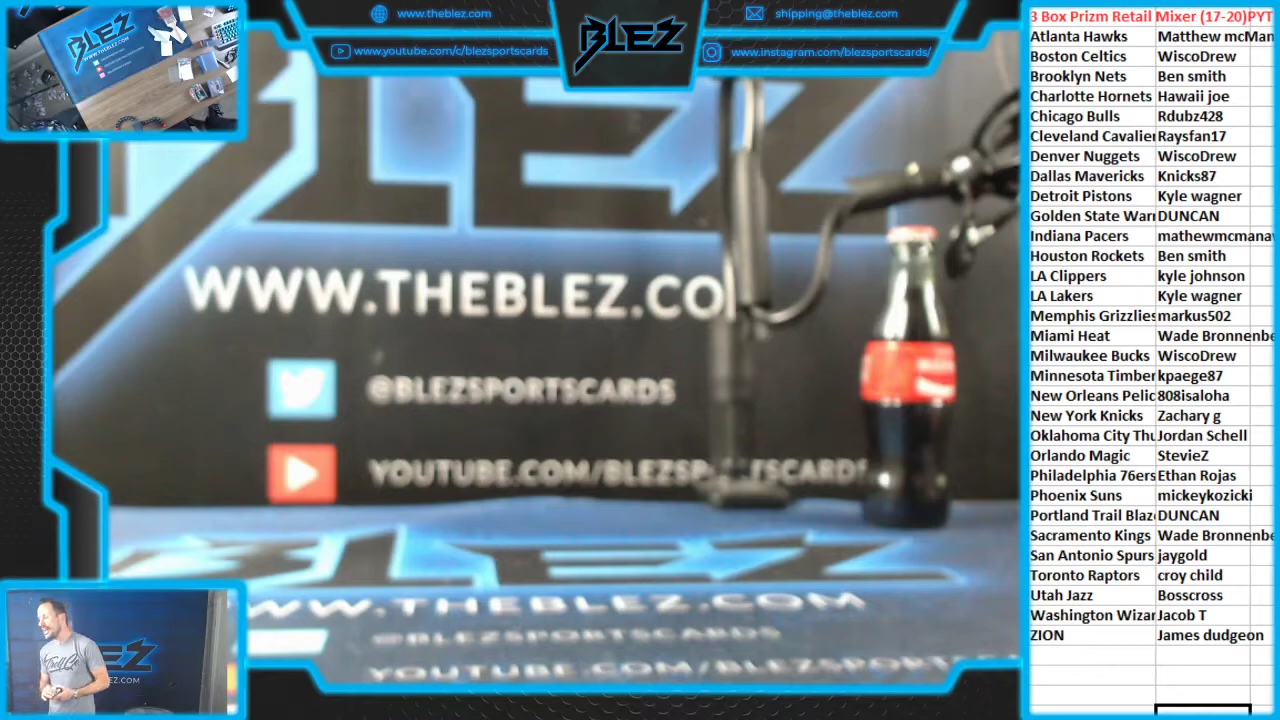 www.theblez.com
www.youtube.com/c/blezsportscards
BLEZ
shipping@theblez.com
www.instagram.com/blezsportscards/
WWW.THEBLEZ.CO
@BLEZSPORTSCARDS
BLEZ
WWW.THEBLEZ.COM
@BLEZSPORTSCARDS
3 Box Prizm Retail Mixer (17-20)PYT
Atlanta Hawks Matthew mcMan
Boston Celtics WiscoDrew
Brooklyn Nets Ben smith
Charlotte Hornets Hawaii joe
Chicago Bulls Rdubz428
Cleveland Cavalier Raysfan17
Denver Nuggets WiscoDrew
Dallas Mavericks Knicks87
Detroit Pistons Kyle wagner
Golden State Warr DUNCAN
Indiana Pacers mathewmcmanaw
Houston Rockets Ben smith
LA Clippers kyle johnson
LA Lakers Kyle wagner
Memphis Grizzlies markus502
Miami Heat Wade Bronnenbe
Milwaukee Bucks WiscoDrew
Minnesota Timber kpaege87
New Orleans Pelic 808isaloha
New York Knicks Zachary g
Oklahoma City Thu Jordan Schell
Orlando Magic StevieZ
Philadelphia 76ers Ethan Rojas
Phoenix Suns mickeykozicki
Portland Trail Blaz DUNCAN
Sacramento Kings Wade Bronnenbe
San Antonio Spurs jaygold
Toronto Raptors croy child
Utah Jazz Bosscross
Washington Wizar Jacob T
ZION James dudgeon